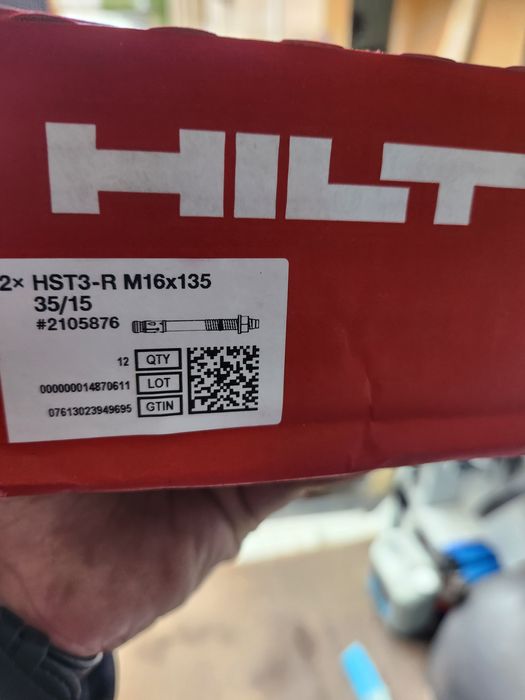 HILT
2× HST3-R M16x135
35/15
#2105876
12 QTY
000000014870611 LOT
07613023949695 GTIN